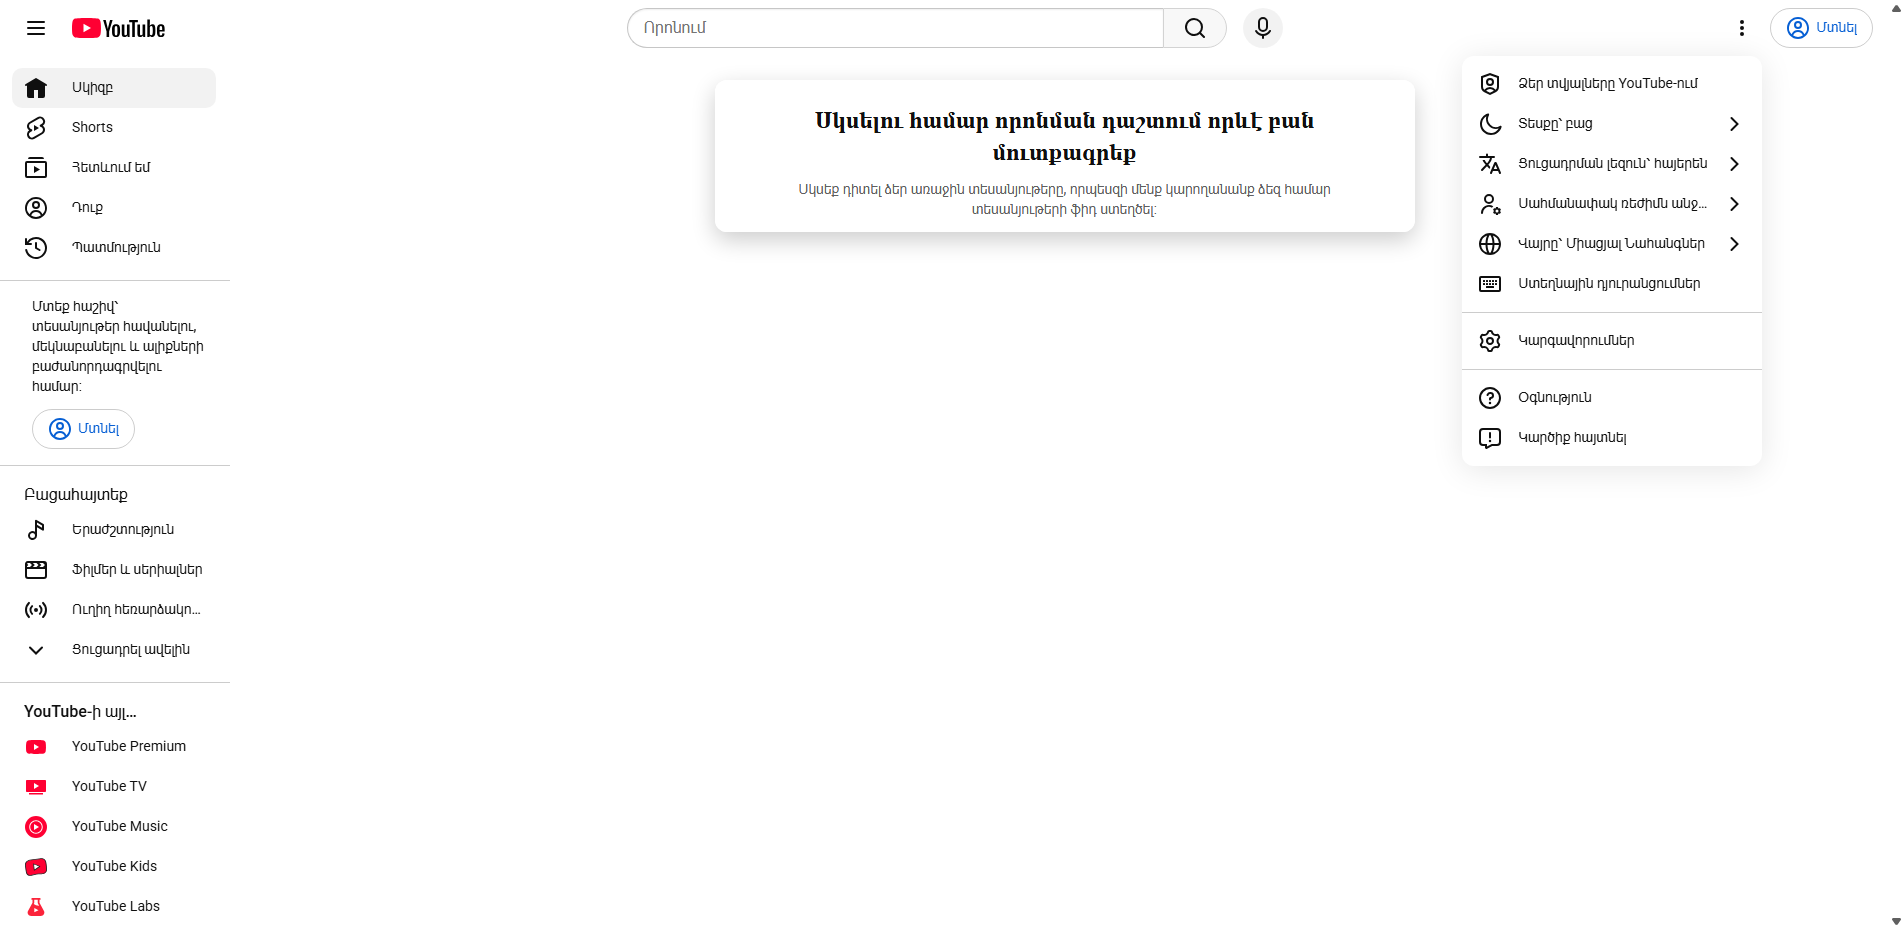 YouTube
Որոնում
Մտնել
Սկիզբ
Shorts
Հետևում եմ
Դուք
Պատմություն
Մտեք հաշիվ՝
տեսանյութեր հավանելու,
մեկնաբանելու և ալիքների
բաժանորդագրվելու
համար։
Մտնել
Բացահայտեք
Երաժշտություն
Ֆիլմեր և սերիալներ
Ուղիղ հեռարձակո...
Ցուցադրել ավելին
YouTube-ի այլ...
YouTube Premium
YouTube TV
YouTube Music
YouTube Kids
YouTube Labs
Սկսելու համար որոնման դաշտում որևէ բան
մուտքագրեք
Սկսեք դիտել ձեր առաջին տեսանյութերը, որպեսզի մենք կարողանանք ձեզ համար
տեսանյութերի ֆիդ ստեղծել։
Ձեր տվյալները YouTube-ում
Տեսքը՝ բաց
Ցուցադրման լեզուն՝ հայերեն
Սահմանափակ ռեժիմն անջ...
Վայրը՝ Միացյալ Նահանգներ
Ստեղնային դյուրանցումներ
Կարգավորումներ
Օգնություն
Կարծիք հայտնել